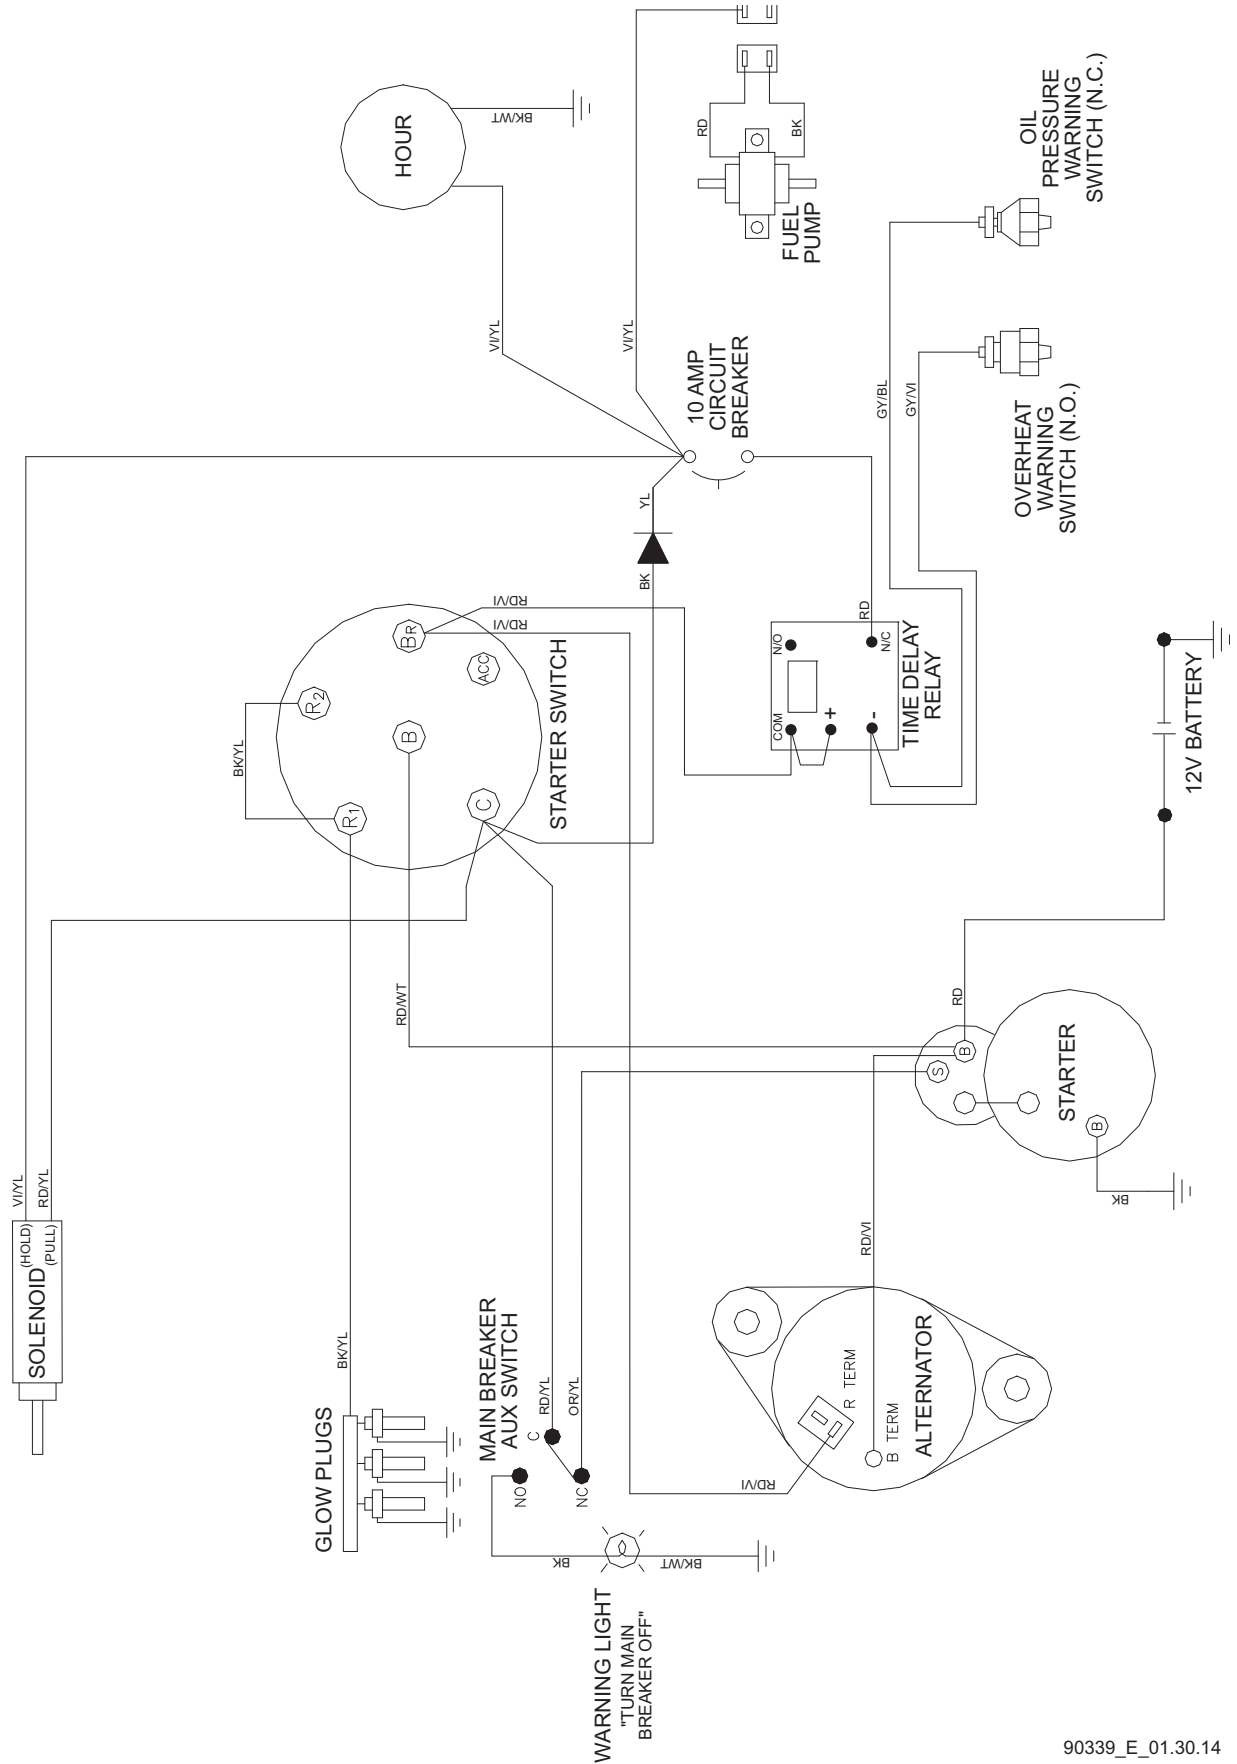 SOLENOID
(HOLD)
(PULL)
VI/YL
RD/YL
GLOW PLUGS
BK/YL
BK/YL
R1
R2
B
BR
ACC
C
STARTER SWITCH
RD/WT
RD/VI
RD/VI
HOUR
BK/WT
VI/YL
VI/YL
YL
BK
10 AMP
CIRCUIT
BREAKER
RD
BK
FUEL
PUMP
MAIN BREAKER
AUX SWITCH
NO
C
NC
RD/YL
OR/YL
BK
BK/WT
WARNING LIGHT
"TURN MAIN
BREAKER OFF"
RD/VI
R TERM
B TERM
ALTERNATOR
RD/VI
S
B
B
STARTER
BK
RD
12V BATTERY
COM
N/O
N/C
+
-
TIME DELAY
RELAY
RD
GY/BL
GY/VI
OVERHEAT
WARNING
SWITCH (N.O.)
OIL
PRESSURE
WARNING
SWITCH (N.C.)
90339_E_01.30.14